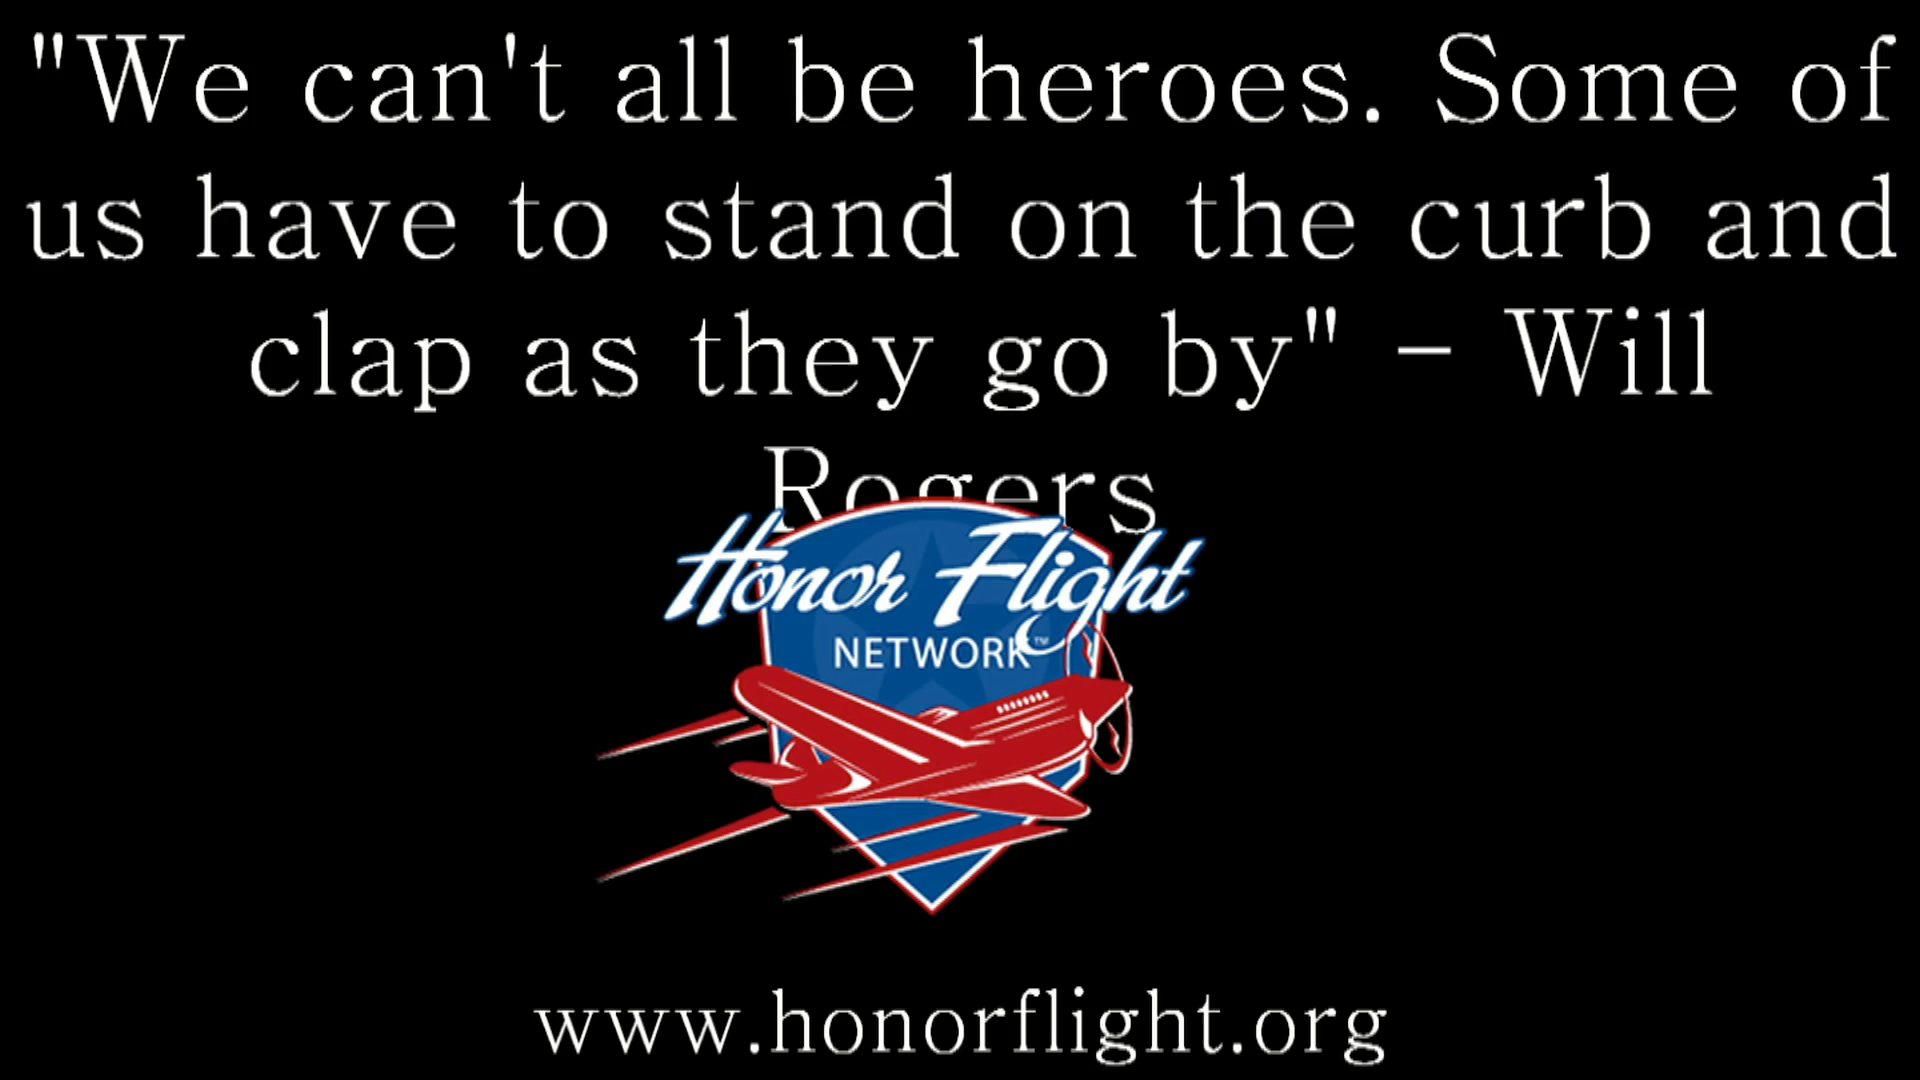 "We can't all be heroes. Some of
us have to stand on the curb and
clap as they go by" - Will
Rogers
Honor Flight
NETWORK™
www.honorflight.org